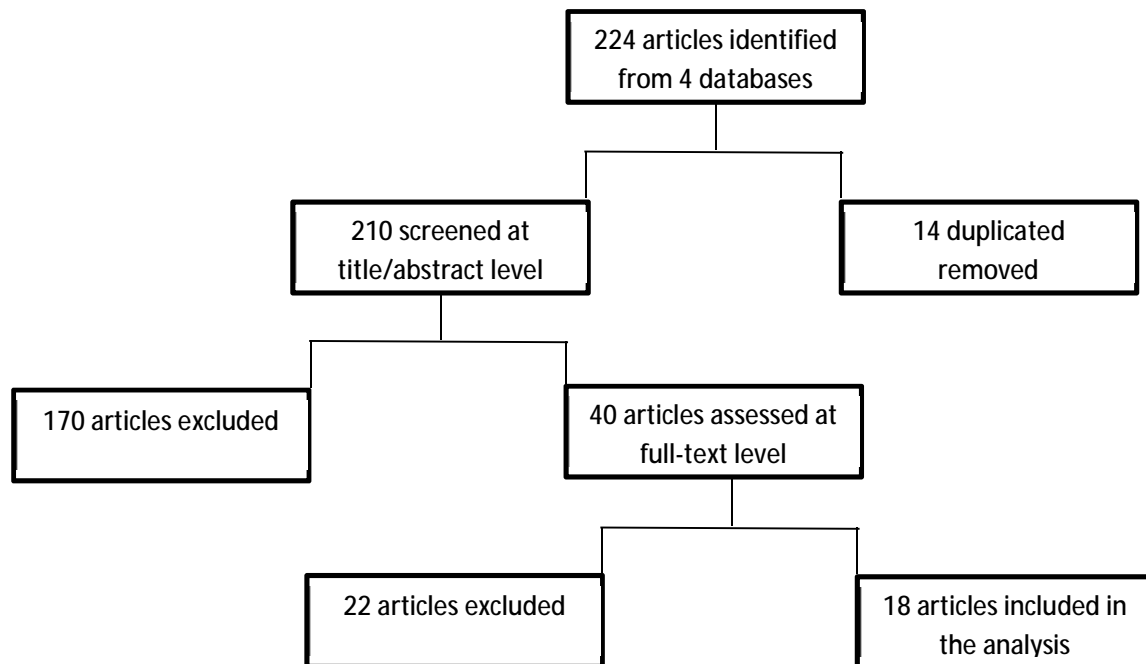 224 articles identified
from 4 databases
210 screened at
title/abstract level
14 duplicated
removed
170 articles excluded
40 articles assessed at
full-text level
22 articles excluded
18 articles included in
the analysis